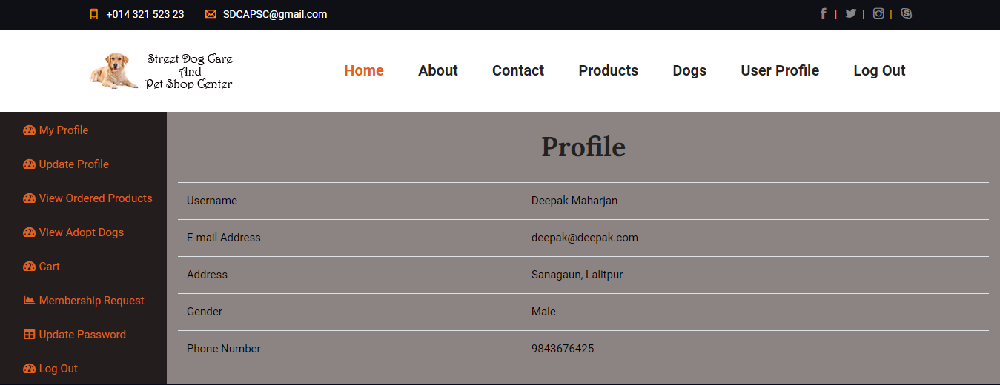 +014 321 523 23 SDCAPSC@gmail.com | | |
Street Dog Care
And
Pet Shop Center
Home About Contact Products Dogs User Profile Log Out
My Profile
Update Profile
View Ordered Products
View Adopt Dogs
Cart
Membership Request
Update Password
Log Out
Profile
Username Deepak Maharjan
E-mail Address deepak@deepak.com
Address Sanagaun, Lalitpur
Gender Male
Phone Number 9843676425